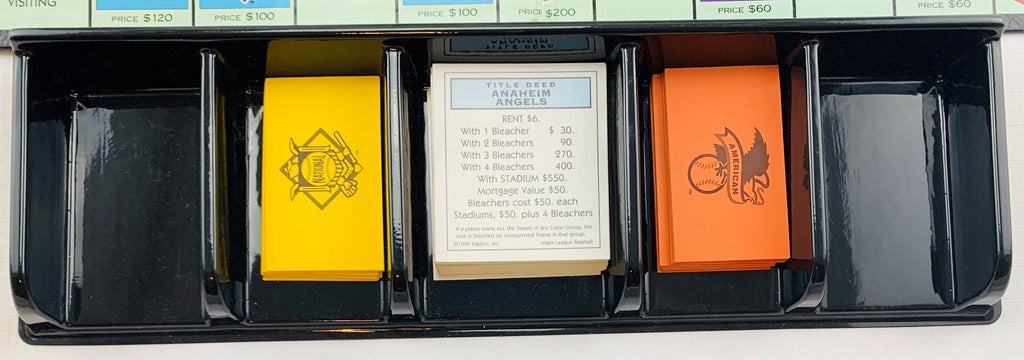 VISITING
PRICE $120
PRICE $100
PRICE $100
PRICE $200
PRICE $60
PRICE $60
TITLE DEED
NATIONAL
TITLE DEED
ANAHEIM
ANGELS
RENT $6.
With 1 Bleacher $ 30.
With 2 Bleachers 90.
With 3 Bleachers 270.
With 4 Bleachers 400.
With STADIUM $550.
Mortgage Value $50.
Bleachers cost $50. each
Stadiums, $50. plus 4 Bleachers
If a player owns ALL the Teams of any Color-Group, the
rent is Doubled on Unimproved Teams in that group.
©1999 Hasbro, Inc. Major League Baseball
AMERICAN